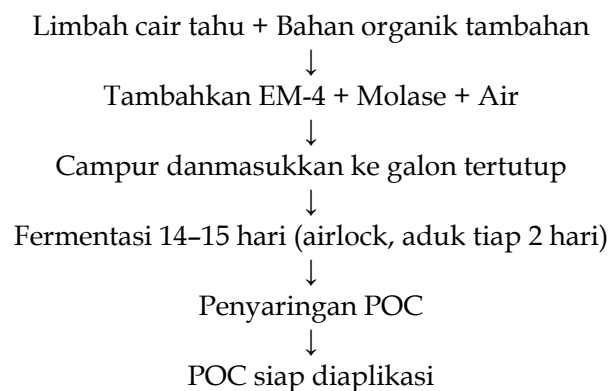 Limbah cair tahu + Bahan organik tambahan
↓
Tambahkan EM-4 + Molase + Air
↓
Campur danmasukkan ke galon tertutup
↓
Fermentasi 14–15 hari (airlock, aduk tiap 2 hari)
↓
Penyaringan POC
↓
POC siap diaplikasi